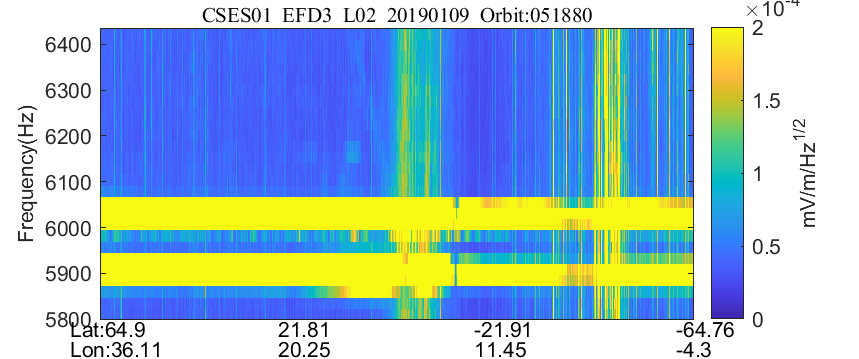 CSES01 EFD3 L02 20190109 Orbit:051880
×10-4
Frequency(Hz)
6400
6300
6200
6100
6000
5900
5800
2
1.5
1
0.5
0
mV/m/Hz1/2
Lat:64.9 21.81 -21.91 -64.76
Lon:36.11 20.25 11.45 -4.3